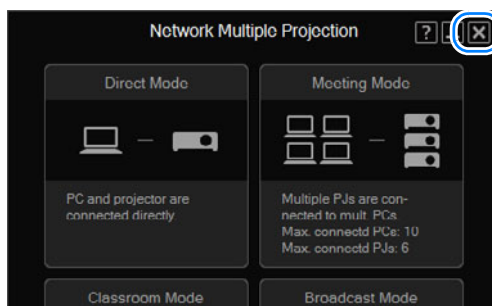 Network Multiple Projection
?
Direct Mode
Meeting Mode
PC and projector are
connected directly
Multiple PJs are con-
nected to mult. PCs
Max. connectd PCs: 10
Max. connectd PJs: 6
Classroom Mode
Broadcast Mode